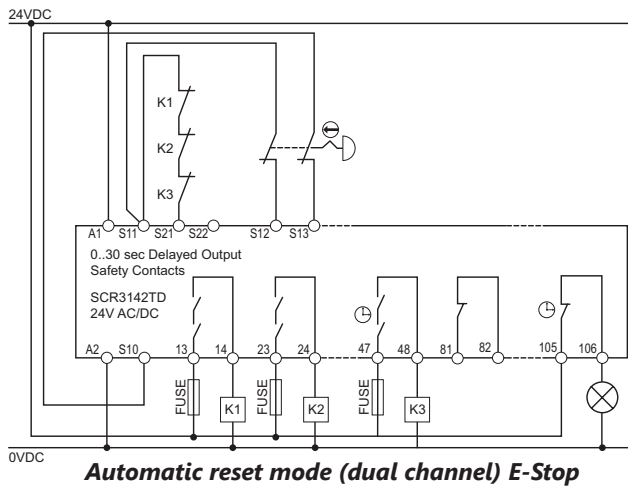 24VDC
K1
K2
K3
A1 S11 S21 S22 S12 S13
0..30 sec Delayed Output
Safety Contacts
SCR3142TD
24V AC/DC
A2 S10 13 14 23 24 47 48 81 82 105 106
FUSE K1 FUSE K2 FUSE K3
0VDC
Automatic reset mode (dual channel) E-Stop